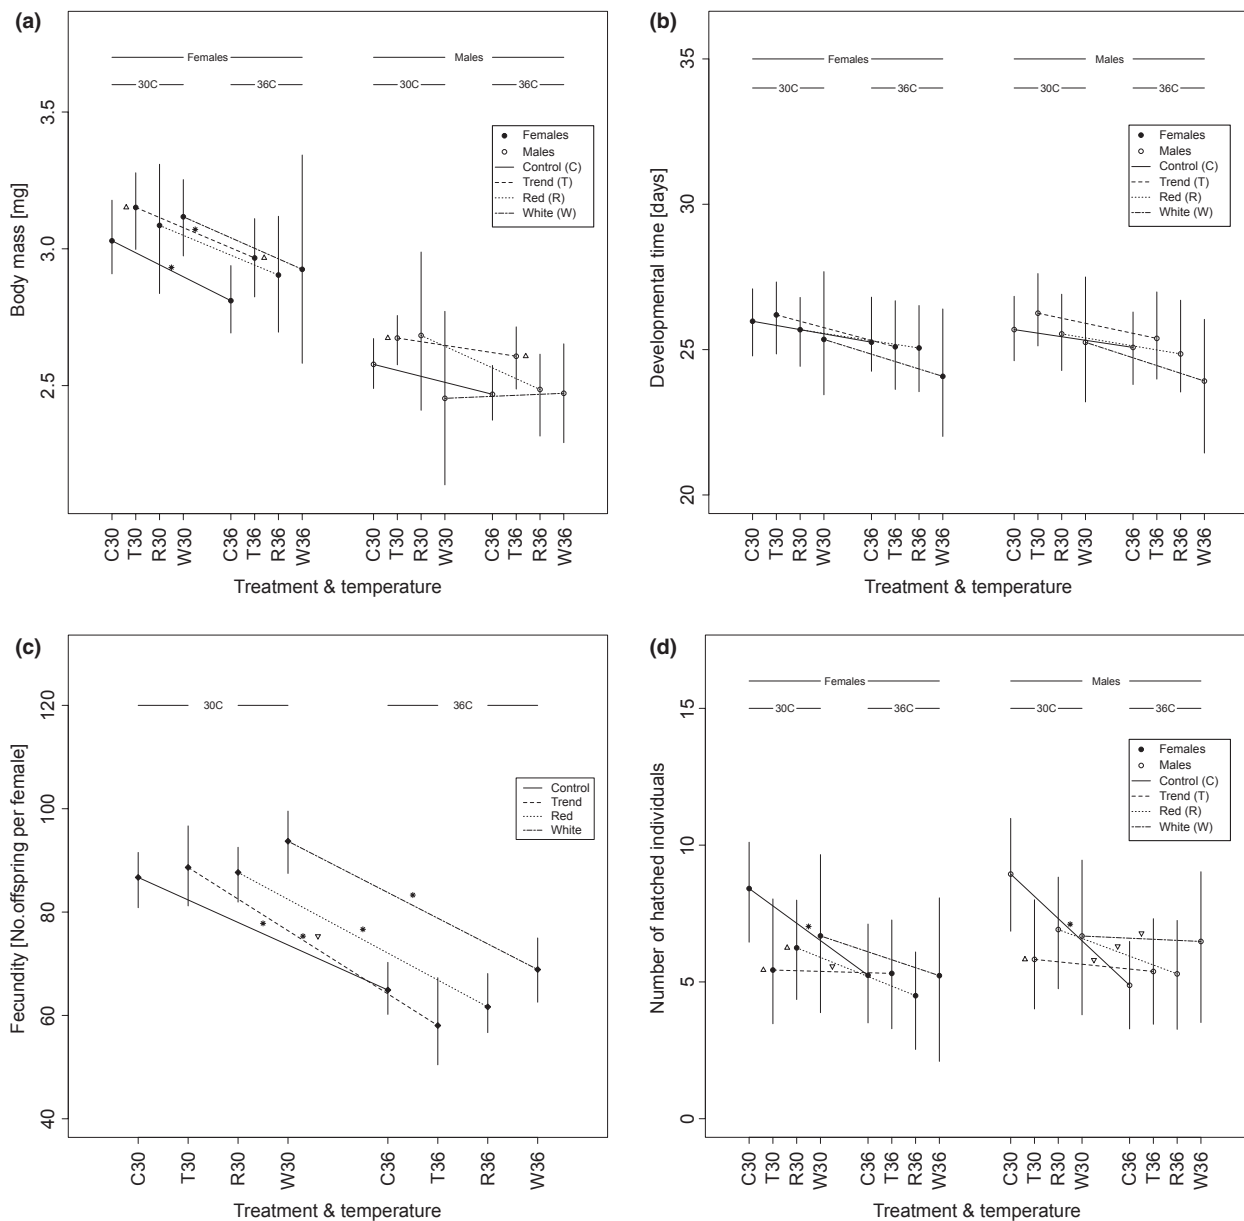 (a)
Females
Males
30C
36C
30C
36C
Females
Males
Control (C)
Trend (T)
Red (R)
White (W)
Body mass [mg]
3.5
3.0
2.5
C30
T30
R30
W30
C36
T36
R36
W36
C30
T30
R30
W30
C36
T36
R36
W36
Treatment & temperature
(b)
Females
Males
30C
36C
30C
36C
Females
Males
Control (C)
Trend (T)
Red (R)
White (W)
Developmental time [days]
35
30
25
20
C30
T30
R30
W30
C36
T36
R36
W36
C30
T30
R30
W30
C36
T36
R36
W36
Treatment & temperature
(c)
30C
36C
Control
Trend
Red
White
Fecundity [No.offspring per female]
120
100
80
60
40
C30
T30
R30
W30
C36
T36
R36
W36
Treatment & temperature
(d)
Females
Males
30C
36C
30C
36C
Females
Males
Control (C)
Trend (T)
Red (R)
White (W)
Number of hatched individuals
15
10
5
0
C30
T30
R30
W30
C36
T36
R36
W36
C30
T30
R30
W30
C36
T36
R36
W36
Treatment & temperature